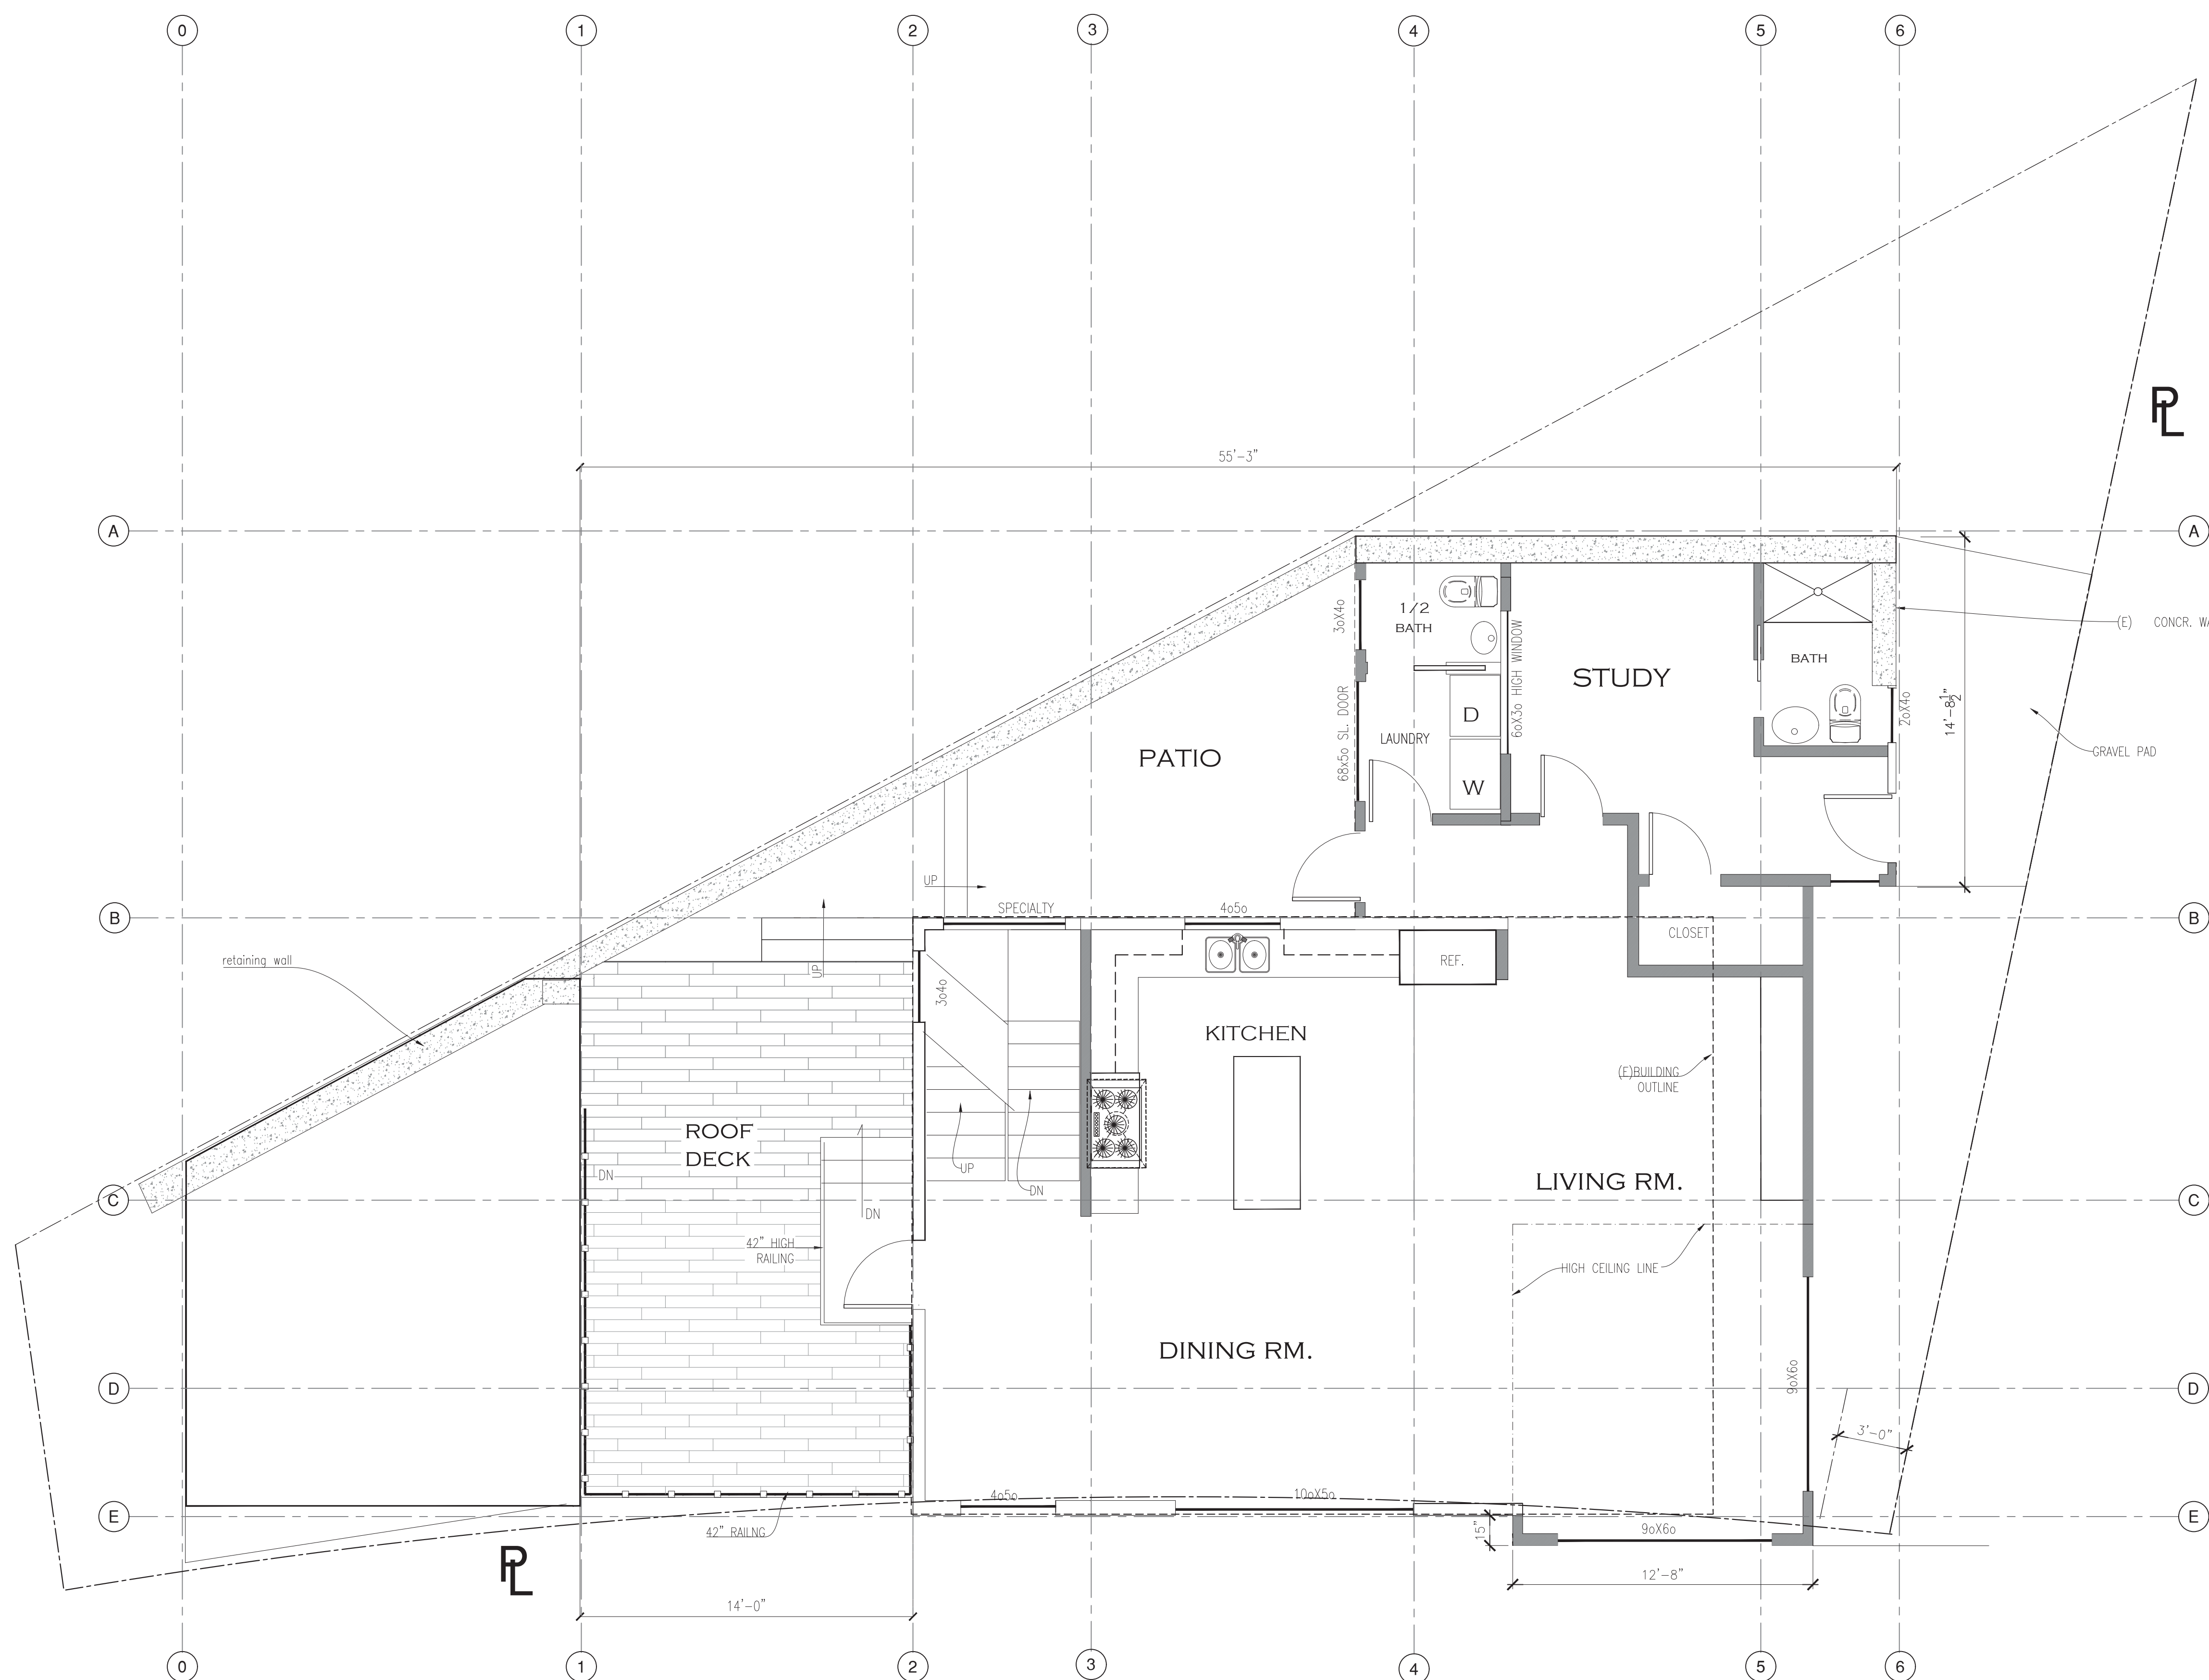 0
1
2
3
4
5
6
PL
55'-3"
A
A
3oX4o
1/2
BATH
6oX3o HIGH WINDOW
STUDY
BATH
(E) CONCR.
2oX4o
14'-8 1/2"
68x5o SL. DOOR
LAUNDRY
D
W
PATIO
GRAVEL PAD
UP
SPECIALTY
4o5o
B
B
CLOSET
REF.
retaining wall
UP
3o4o
KITCHEN
(E)BUILDING
OUTLINE
ROOF
DECK
DN
UP
DN
LIVING RM.
C
C
DN
42" HIGH
RAILING
HIGH CEILING LINE
DINING RM.
9oX6o
D
D
3'-0"
4o5o
10oX5o
E
E
42" RAILNG
15"
9oX6o
PL
12'-8"
14'-0"
0
1
2
3
4
5
6